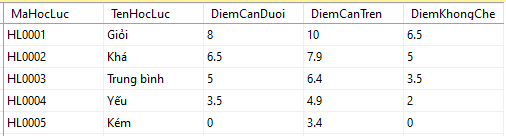 MaHocLuc TenHocLuc DiemCanDuoi DiemCanTren DiemKhongChe
HL0001 Giỏi 8 10 6.5
HL0002 Khá 6.5 7.9 5
HL0003 Trung bình 5 6.4 3.5
HL0004 Yếu 3.5 4.9 2
HL0005 Kém 0 3.4 0